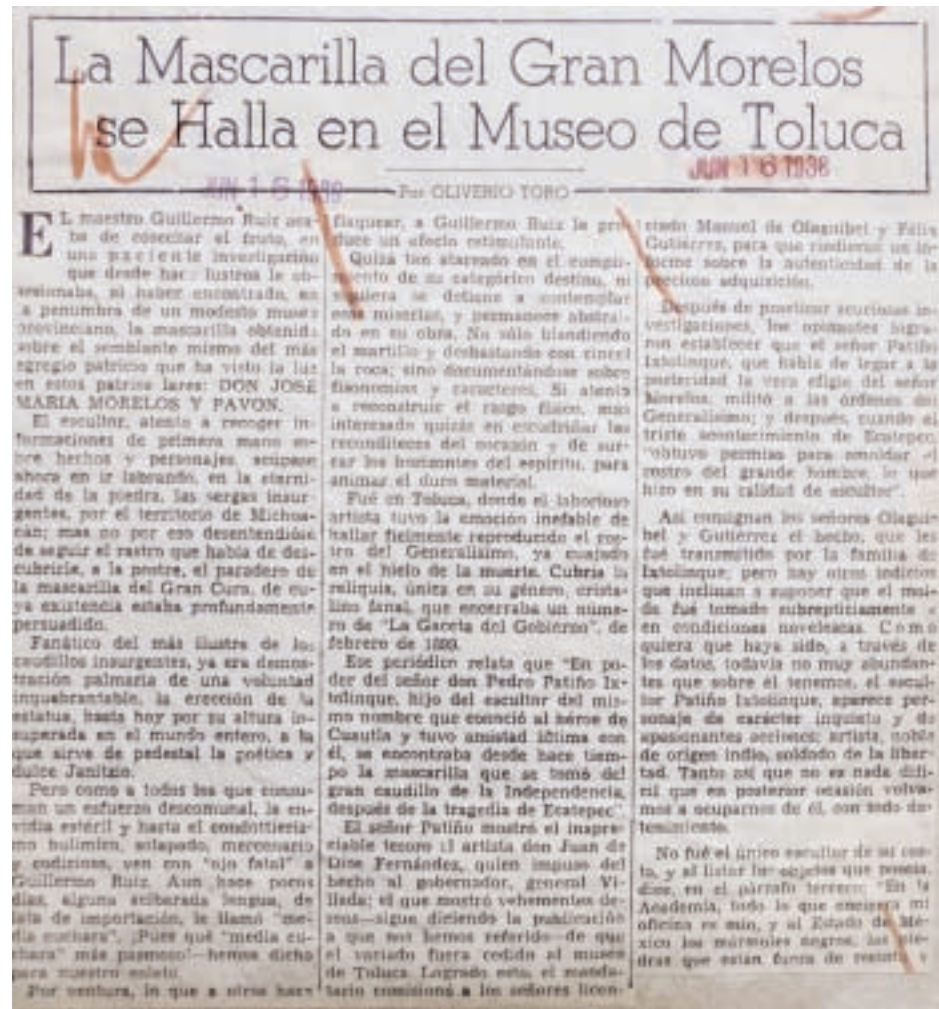 La Mascarilla del Gran Morelos
se Halla en el Museo de Toluca
JUN 16 1938
JUN 16 1938
Por OLIVERIO TORO
EL maestro Guillermo Ruiz aca-
ba de cosechar el fruto, en
una paciente investigación
que desde hace lustros le ob-
sesionaba, al haber encontrado, en
la penumbra de un modesto museo
provinciano, la mascarilla obtenida
sobre el semblante mismo del más
egregio patricio que ha visto la luz
en estos patrios lares: DON JOSE
MARIA MORELOS Y PAVON.
El escultor, atento a recoger in-
formaciones de primera mano so-
bre hechos y personajes, ocúpase
ahora en ir labrando, en la eterni-
dad de la piedra, las sergas insur-
gentes, por el territorio de Michoa-
cán; mas no por eso desentendióse
de seguir el rastro que había de des-
cubrirle, a la postre, el paradero de
la mascarilla del Gran Cura, de cu-
ya existencia estaba profundamente
persuadido.
Fanático del más ilustre de los
caudillos insurgentes, ya era demos-
tración palmaria de una voluntad
inquebrantable, la erección de la
estatua, hasta hoy por su altura in-
superada en el mundo entero, a la
que sirve de pedestal la poética y
dulce Janitzio.
Pero como a todos los que consu-
man un esfuerzo descomunal, la en-
vidia estéril y hasta el condottieris-
mo solapado, mercenario
y codicioso, ven con "ojo fatal" a
Guillermo Ruiz. Aun hace pocos
días, alguna acibarada lengua, de
de importación, le llamó "me-
dia cuchara". ¡Pues qué "media cu-
chara" más pasmoso!—hemos dicho
para nuestro coleto.
Por ventura, lo que a otros hace
flaquear, a Guillermo Ruiz le pro-
duce un efecto estimulante.
Quizá tan atareado en el cumpli-
miento de su categórico destino, ni
siquiera se detiene a contemplar
esas miserias, y permanece abstraí-
do en su obra. No sólo blandiendo
el martillo y desbastando con cincel
la roca; sino documentándose sobre
fisonomías y caracteres. Si atento
a reconstruir el rasgo físico, más
interesado quizás en escudriñar las
reconditeces del corazón y de sur-
car los horizontes del espíritu, para
animar el duro material.
Fué en Toluca, donde el laborioso
artista tuvo la emoción inefable de
hallar fielmente reproducido el ros-
tro del Generalísimo, ya cuajado
en el hielo de la muerte. Cubría la
reliquia, única en su género, crista-
lino fanal, que encerraba un núme-
ro de "La Gaceta del Gobierno", de
febrero de
Ese periódico relata que "En po-
der del señor don Pedro Patiño Ix-
tolinque, hijo del escultor del mis-
mo nombre que conoció al héroe de
Cuautla y tuvo amistad íntima con
él, se encontraba desde hace tiem-
po la mascarilla que se tomó del
gran caudillo de la Independencia,
después de la tragedia de Ecatepec"
El señor Patiño mostró el inapre-
ciable tesoro al artista don Juan de
Dios Fernández, quien impuso del
hecho al gobernador, general Vi-
llada; el que mostró vehementes de-
seos—sigue diciendo la publicación
a que nos hemos referido—de que
el variado fuera cedido al museo
de Toluca. Logrado esto, el manda-
tario comisionó a los señores licen-
ciado Manuel de Olaguíbel y Félix
Gutiérrez, para que rindieran un in-
forme sobre la autenticidad de la
preciosa adquisición.
Después de practicar acuciosas in-
vestigaciones, los opinantes logra-
ron establecer que el señor Patiño
Ixtolinque, que había de legar a la
posteridad la vera efigie del señor
Morelos, militó a las órdenes del
Generalísimo; y después, cuando el
triste acontecimiento de Ecatepec,
"obtuvo permiso para amoldar el
rostro del grande hombre, lo que
hizo en su calidad de escultor".
Así consignan los señores Olaguí-
bel y Gutiérrez el hecho, que les
fué transmitido por la familia de
Ixtolinque; pero hay otros indicios
que inclinan a suponer que el mol-
de fué tomado subrepticiamente y
en condiciones novelescas. Como
quiera que haya sido, a través de
los datos, todavía no muy abundan-
tes que sobre él tenemos, el escul-
tor Patiño Ixtolinque, aparece per-
sonaje de carácter inquieto y de
apasionantes acciones; artista, noble
de origen indio, soldado de la liber-
tad. Tanto así que no es nada difí-
cil que en posterior ocasión volva-
mos a ocuparnos de él, con todo de-
tenimiento.
No fué el único escultor de su cas-
ta, y al listar los objetos que poseía,
dice, en el párrafo tercero: "En la
Academia, todo lo que encierra mi
oficina es mío, y al Estado de Mé-
xico los mármoles negros, las pie-
dras que están fuera de y